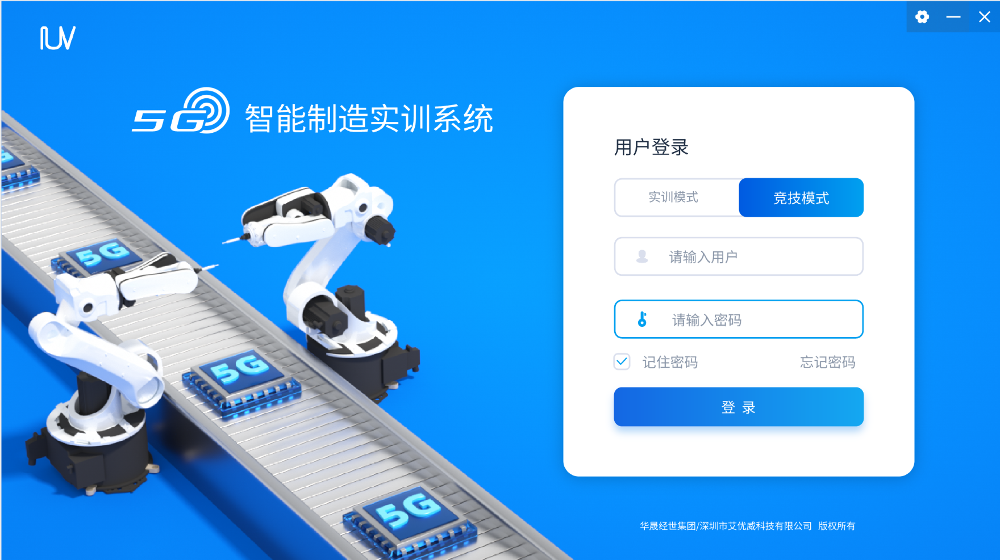 IUV
5G 智能制造实训系统
用户登录
实训模式 竞技模式
请输入用户
请输入密码
记住密码 忘记密码
登 录
5G
5G
5G
华晟经世集团/深圳市艾优威科技有限公司 版权所有